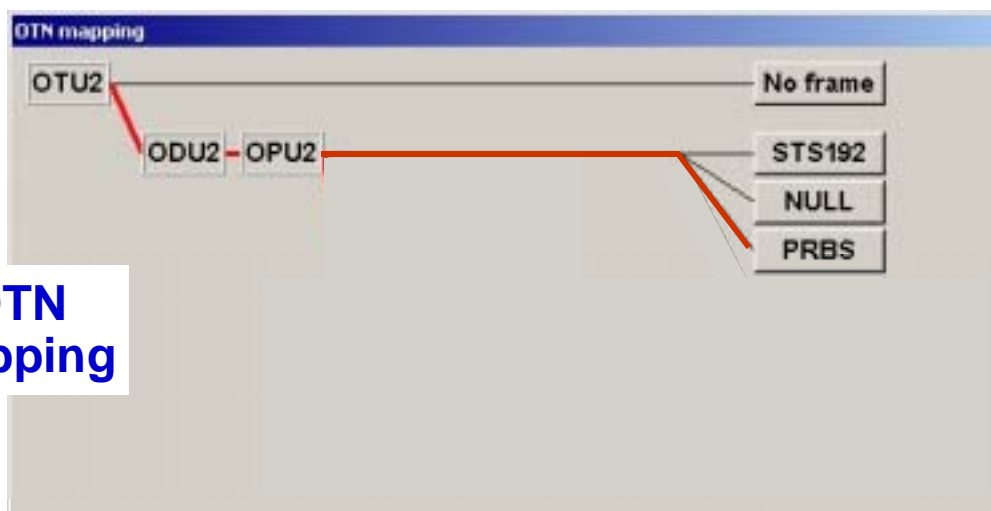 OTN mapping
OTU2
No frame
ODU2
OPU2
STS192
NULL
PRBS
TN
pping